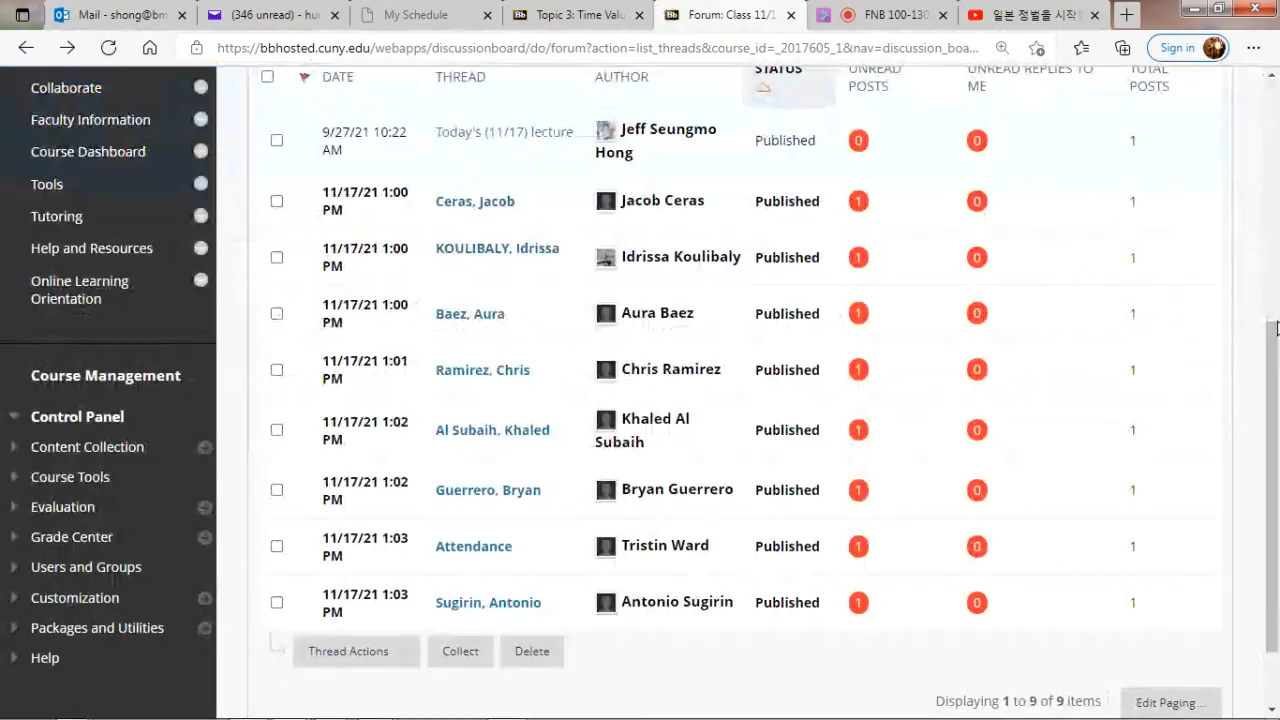 Mail - shong@bm
(346 unread) - hu
My Schedule
Topic 3: Time Val
Forum: Class 11/1
FNB 100-130
일본 정벌을 시작
https://bbhosted.cuny.edu/webapps/discussionboard/do/forum?action=list_threads&course_id=_2017605_1&nav=discussion_boa...
Sign in
Collaborate
Faculty Information
Course Dashboard
Tools
Tutoring
Help and Resources
Online Learning
Orientation
Course Management
Control Panel
Content Collection
Course Tools
Evaluation
Grade Center
Users and Groups
Customization
Packages and Utilities
Help
DATE THREAD AUTHOR STATUS UNREAD POSTS UNREAD REPLIES TO ME TOTAL POSTS
9/27/21 10:22 AM Today's (11/17) lecture Jeff Seungmo Hong Published 0 0 1
11/17/21 1:00 PM Ceras, Jacob Jacob Ceras Published 1 0 1
11/17/21 1:00 PM KOULIBALY, Idrissa Idrissa Koulibaly Published 1 0 1
11/17/21 1:00 PM Baez, Aura Aura Baez Published 1 0 1
11/17/21 1:01 PM Ramirez, Chris Chris Ramirez Published 1 0 1
11/17/21 1:02 PM Al Subaih, Khaled Khaled Al Subaih Published 1 0 1
11/17/21 1:02 PM Guerrero, Bryan Bryan Guerrero Published 1 0 1
11/17/21 1:03 PM Attendance Tristin Ward Published 1 0 1
11/17/21 1:03 PM Sugirin, Antonio Antonio Sugirin Published 1 0 1
Thread Actions Collect Delete
Displaying 1 to 9 of 9 items Edit Paging...